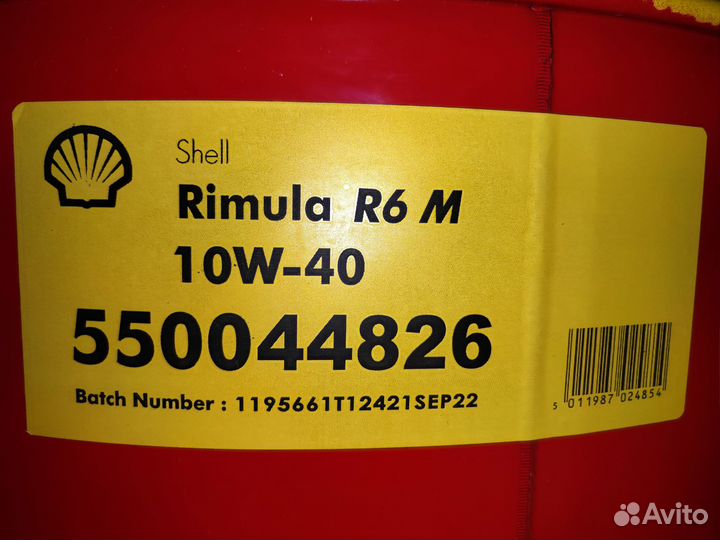 Shell
Rimula R6 M
10W-40
550044826
Batch Number : 1195661T12421SEP22
5 011987 024854
Avito